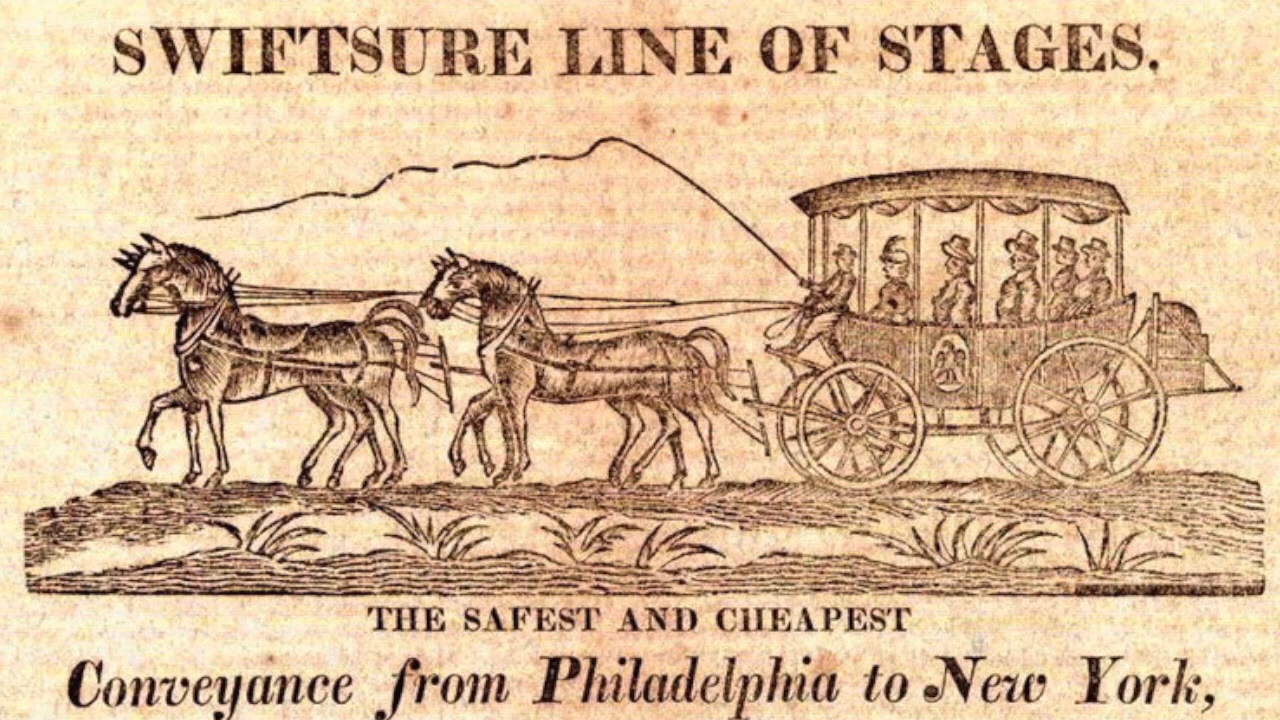 SWIFTSURE LINE OF STAGES.
THE SAFEST AND CHEAPEST
Conveyance from Philadelphia to New York,